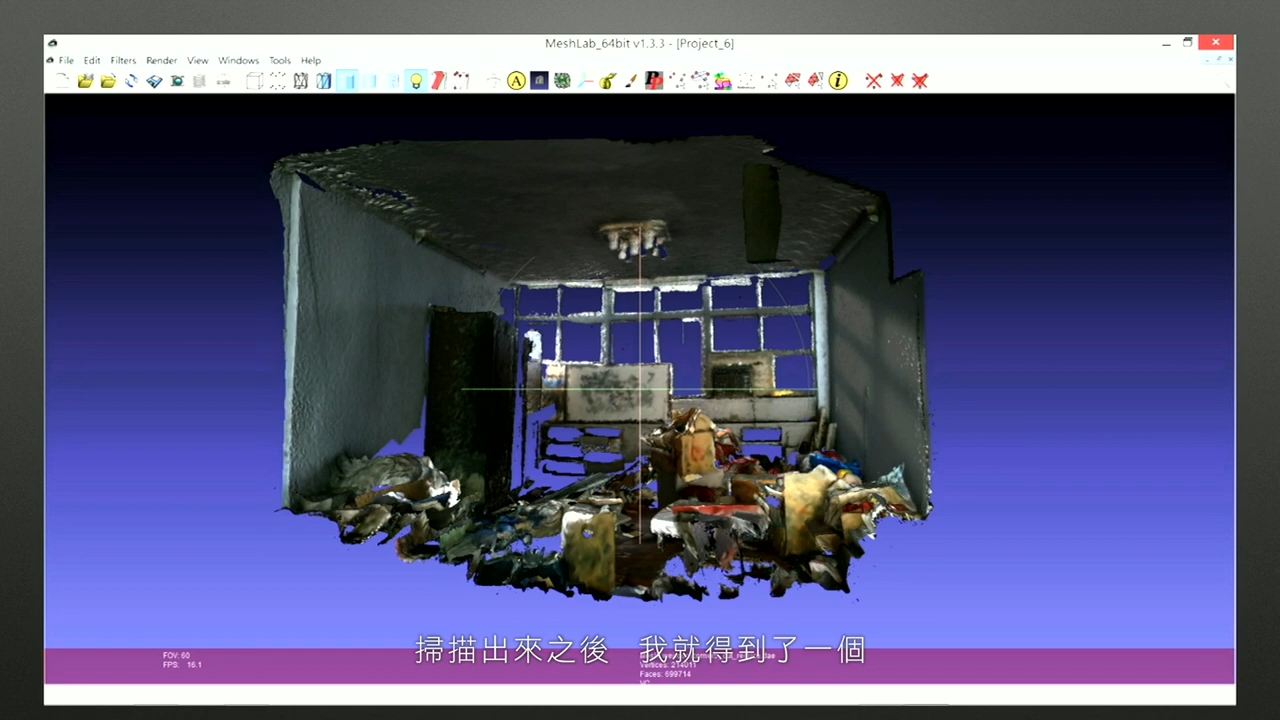 MeshLab_64bit v1.3.3 - [Project_6]
File Edit Filters Render View Windows Tools Help
掃描出來之後 我就得到了一個
FOV: 60
FPS: 16.1
Faces: 699714